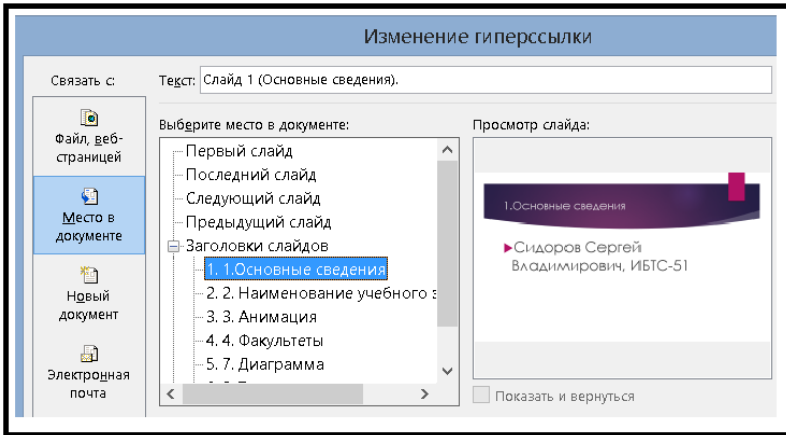 Изменение гиперссылки
Связать с:
Текст: Слайд 1 (Основные сведения).
Файл, веб-
страницей
Место в
документе
Новый
документ
Электронная
почта
Выберите место в документе:
Первый слайд
Последний слайд
Следующий слайд
Предыдущий слайд
Заголовки слайдов
1. 1.Основные сведения
2. 2. Наименование учебного з
3. 3. Анимация
4. 4. Факультеты
5. 7. Диаграмма
Просмотр слайда:
1.Основные сведения
Сидоров Сергей
Владимирович, ИБТС-51
Показать и вернуться